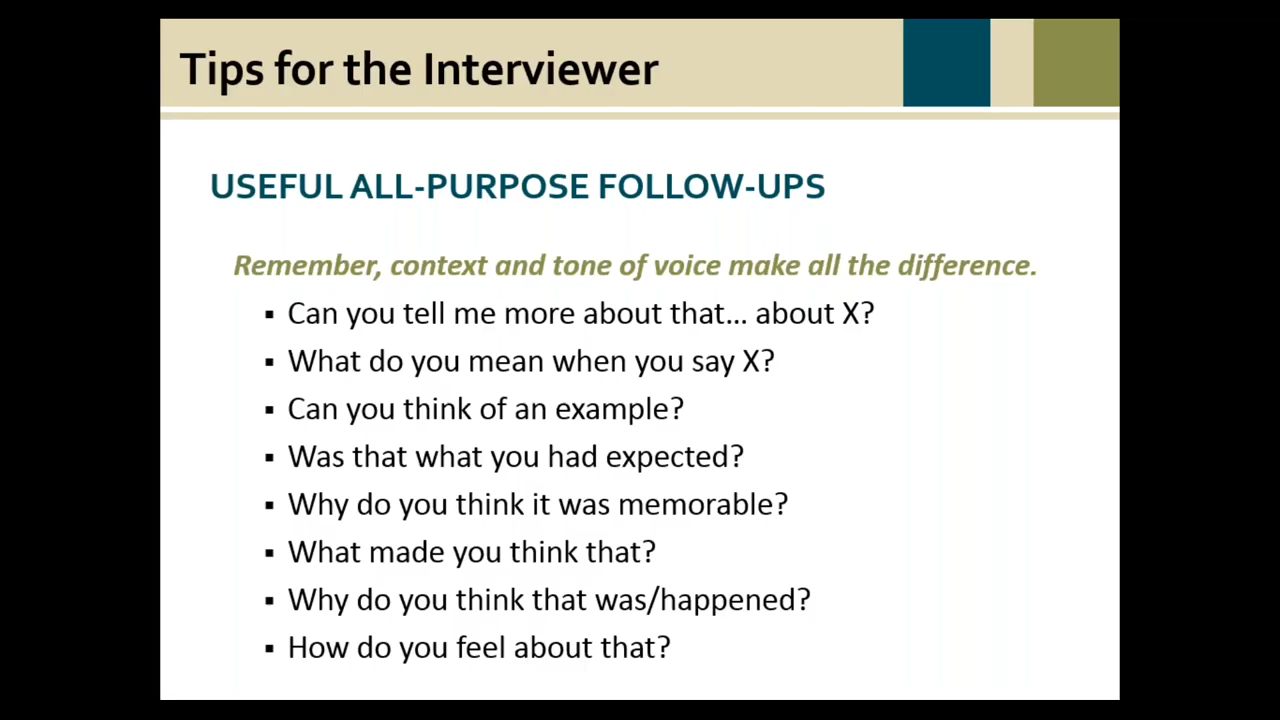 Tips for the Interviewer
USEFUL ALL-PURPOSE FOLLOW-UPS
Remember, context and tone of voice make all the difference.
▪ Can you tell me more about that… about X?
▪ What do you mean when you say X?
▪ Can you think of an example?
▪ Was that what you had expected?
▪ Why do you think it was memorable?
▪ What made you think that?
▪ Why do you think that was/happened?
▪ How do you feel about that?